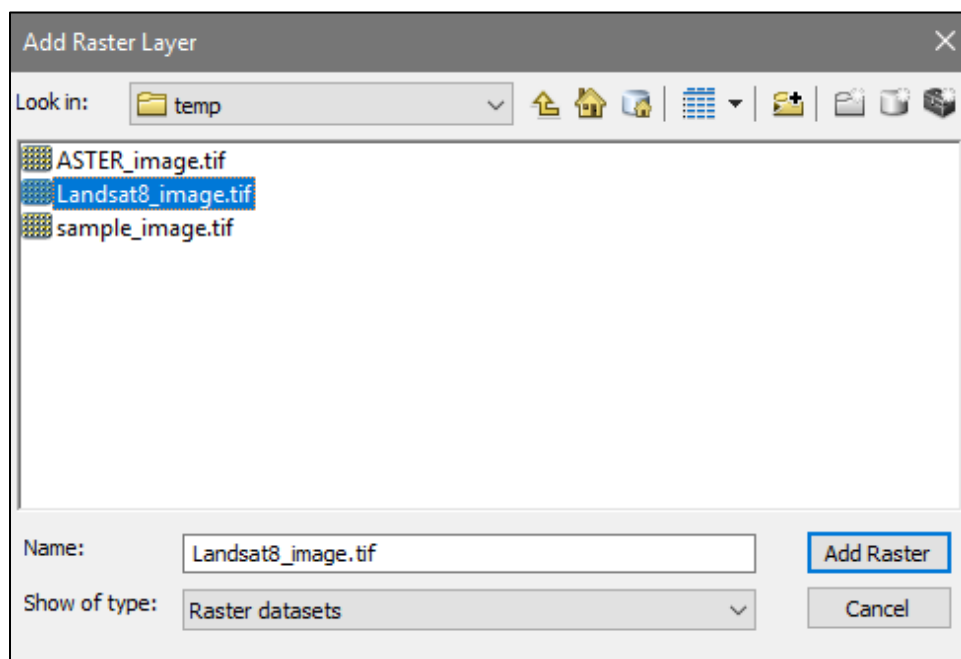 Add Raster Layer
Look in: temp
ASTER_image.tif
Landsat8_image.tif
sample_image.tif
Name: Landsat8_image.tif Add Raster
Show of type: Raster datasets Cancel